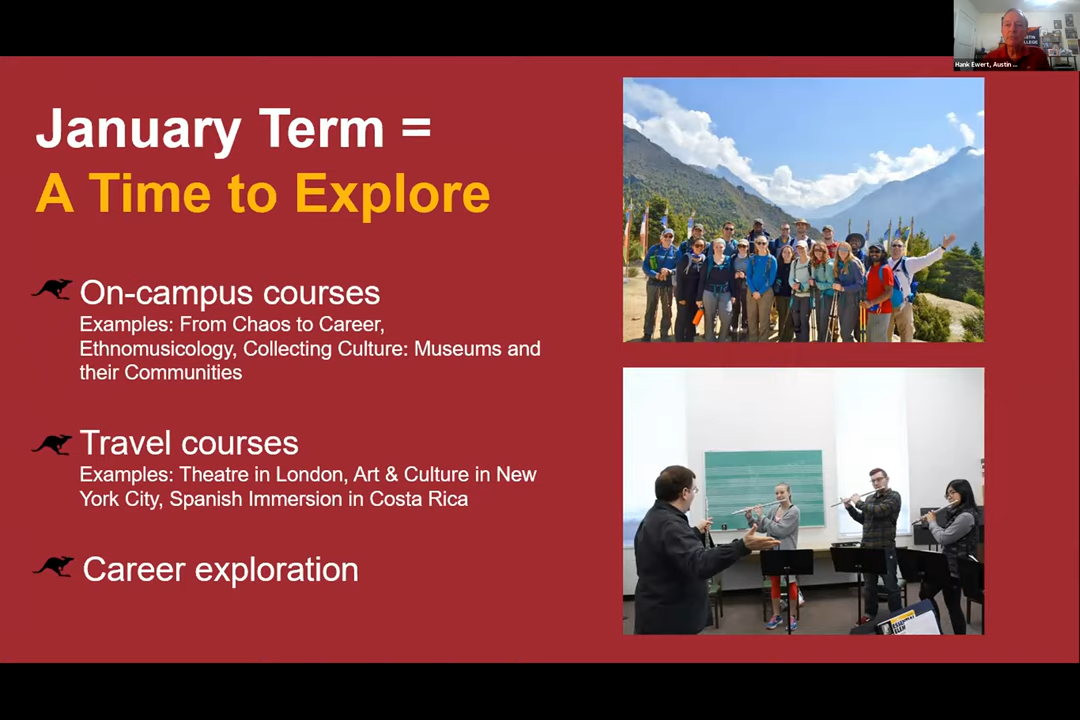 Hank Ewert, Austin ...
January Term =
A Time to Explore
On-campus courses
Examples: From Chaos to Career,
Ethnomusicology, Collecting Culture: Museums and
their Communities
Travel courses
Examples: Theatre in London, Art & Culture in New
York City, Spanish Immersion in Costa Rica
Career exploration